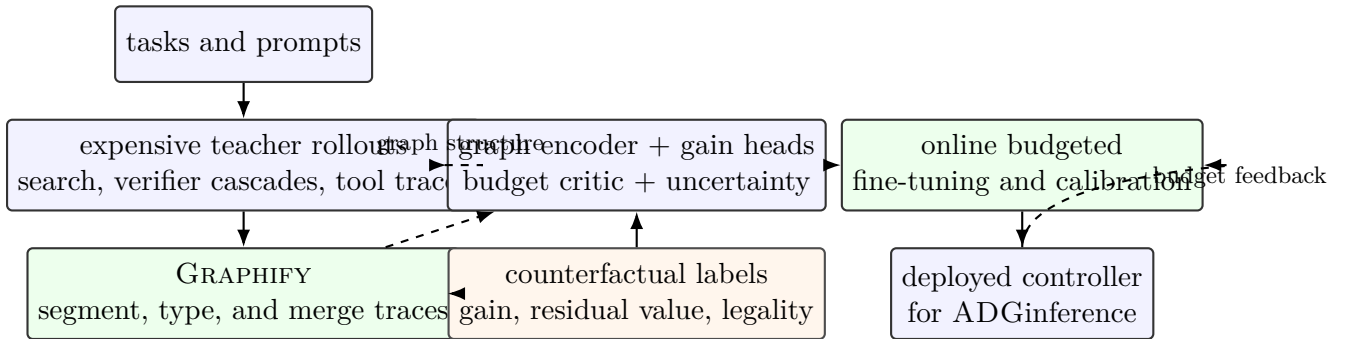 tasks and prompts
expensive teacher rollouts
search, verifier cascades, tool trac
graph structure
graph encoder + gain heads
budget critic + uncertainty
online budgeted
fine-tuning and calibration
budget feedback
GRAPHIFY
segment, type, and merge traces
counterfactual labels
gain, residual value, legality
deployed controller
for ADGinference